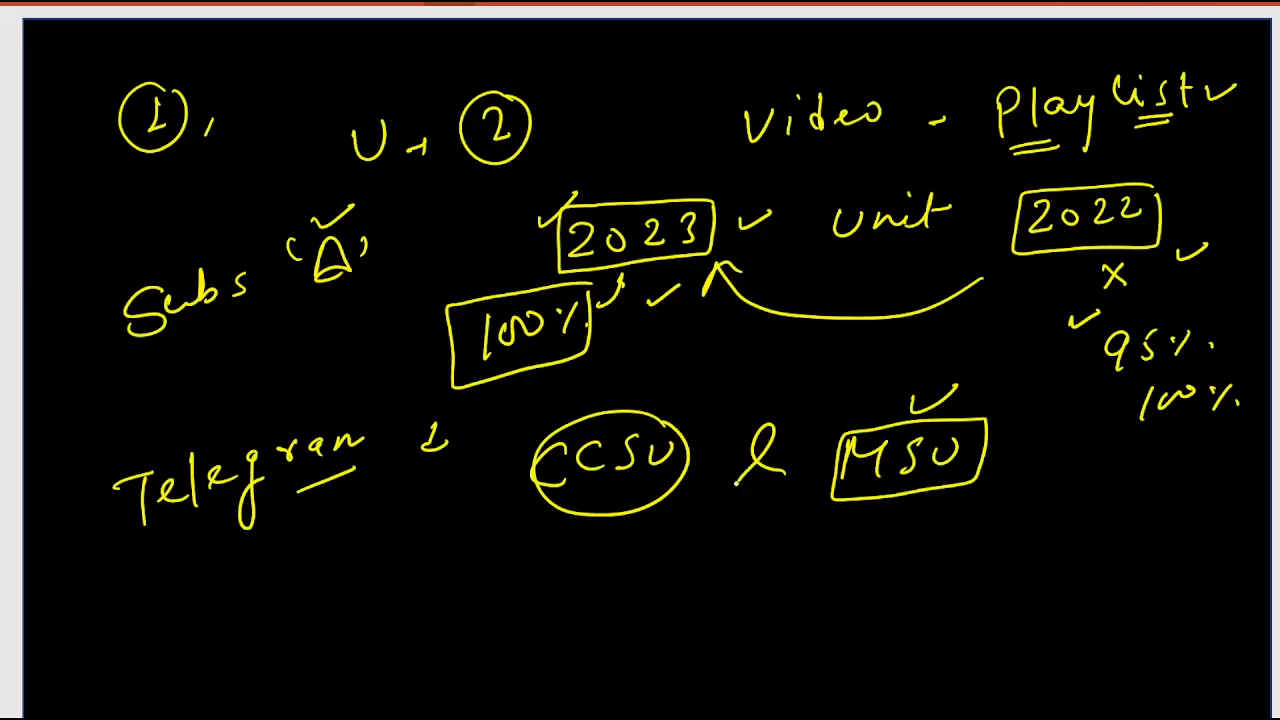 1, U-2 Video - Playlist
Subs 2023 unit 2022
100% 95%
100%
Telegram CCSU & MSU